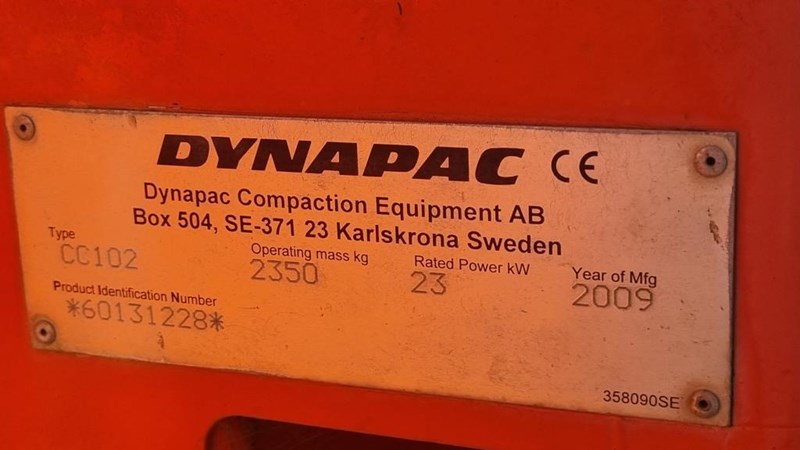 DYNAPAC CE
Dynapac Compaction Equipment AB
Box 504, SE-371 23 Karlskrona Sweden
Type Operating mass kg Rated Power kW Year of Mfg
CC102 2350 23 2009
Product Identification Number
*60131228*
358090SE